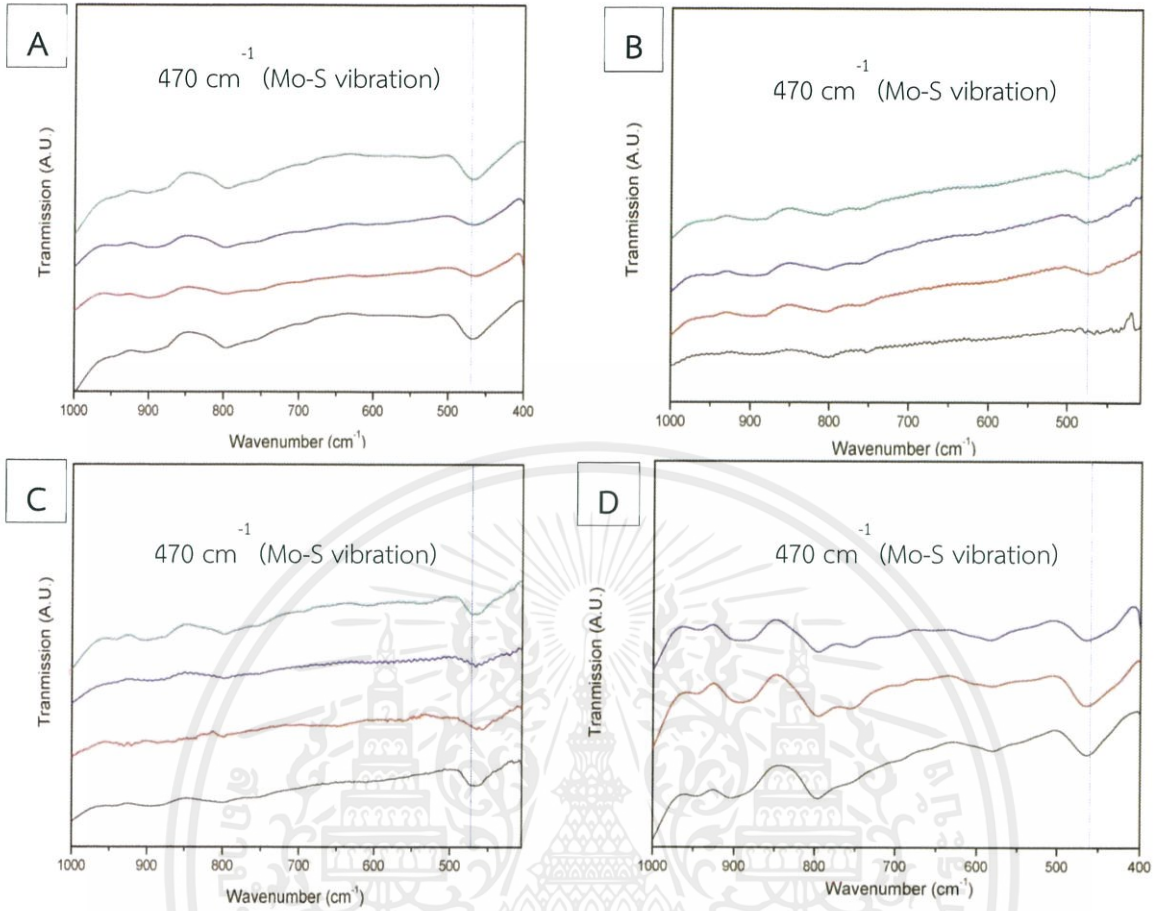 A
470 cm-1 (Mo-S vibration)
Tranmission (A.U.)
1000 900 800 700 600 500 400
Wavenumber (cm-1)
B
470 cm-1 (Mo-S vibration)
Tranmission (A.U.)
1000 900 800 700 600 500
Wavenumber (cm-1)
C
470 cm-1 (Mo-S vibration)
Tranmission (A.U.)
1000 900 800 700 600 500
Wavenumber (cm-1)
D
470 cm-1 (Mo-S vibration)
Tranmission (A.U.)
1000 900 800 700 600 500 400
Wavenumber (cm-1)